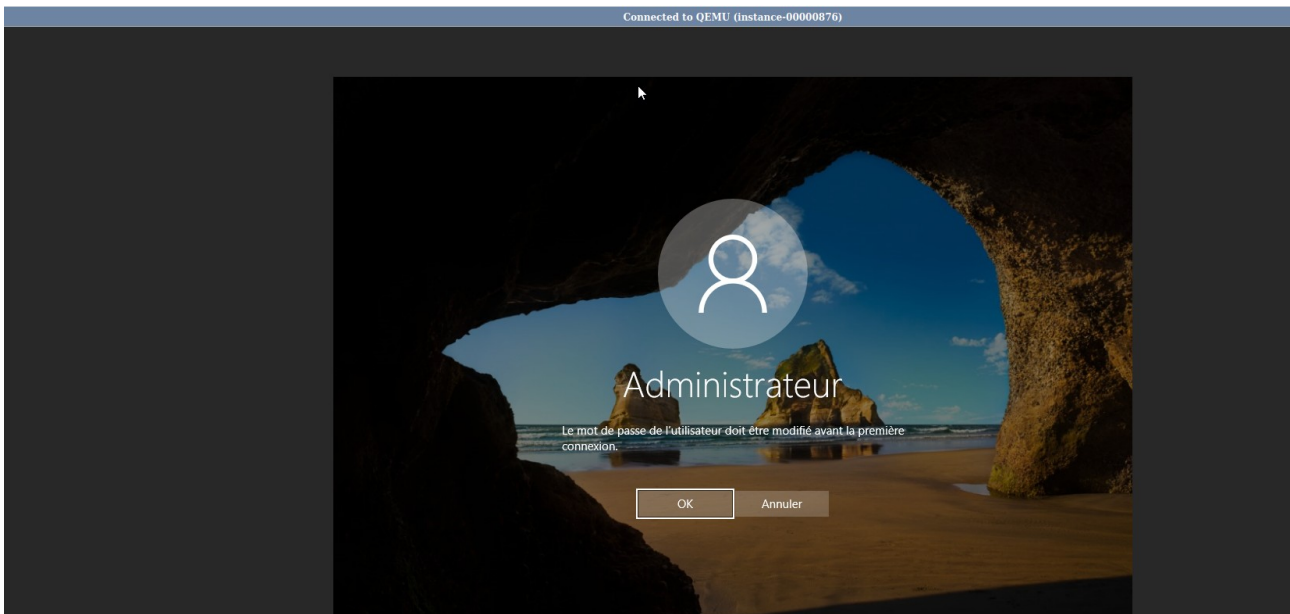 Connected to QEMU (instance-00000876)
Administrateur
Le mot de passe de l'utilisateur doit être modifié avant la première
connexion.
OK
Annuler